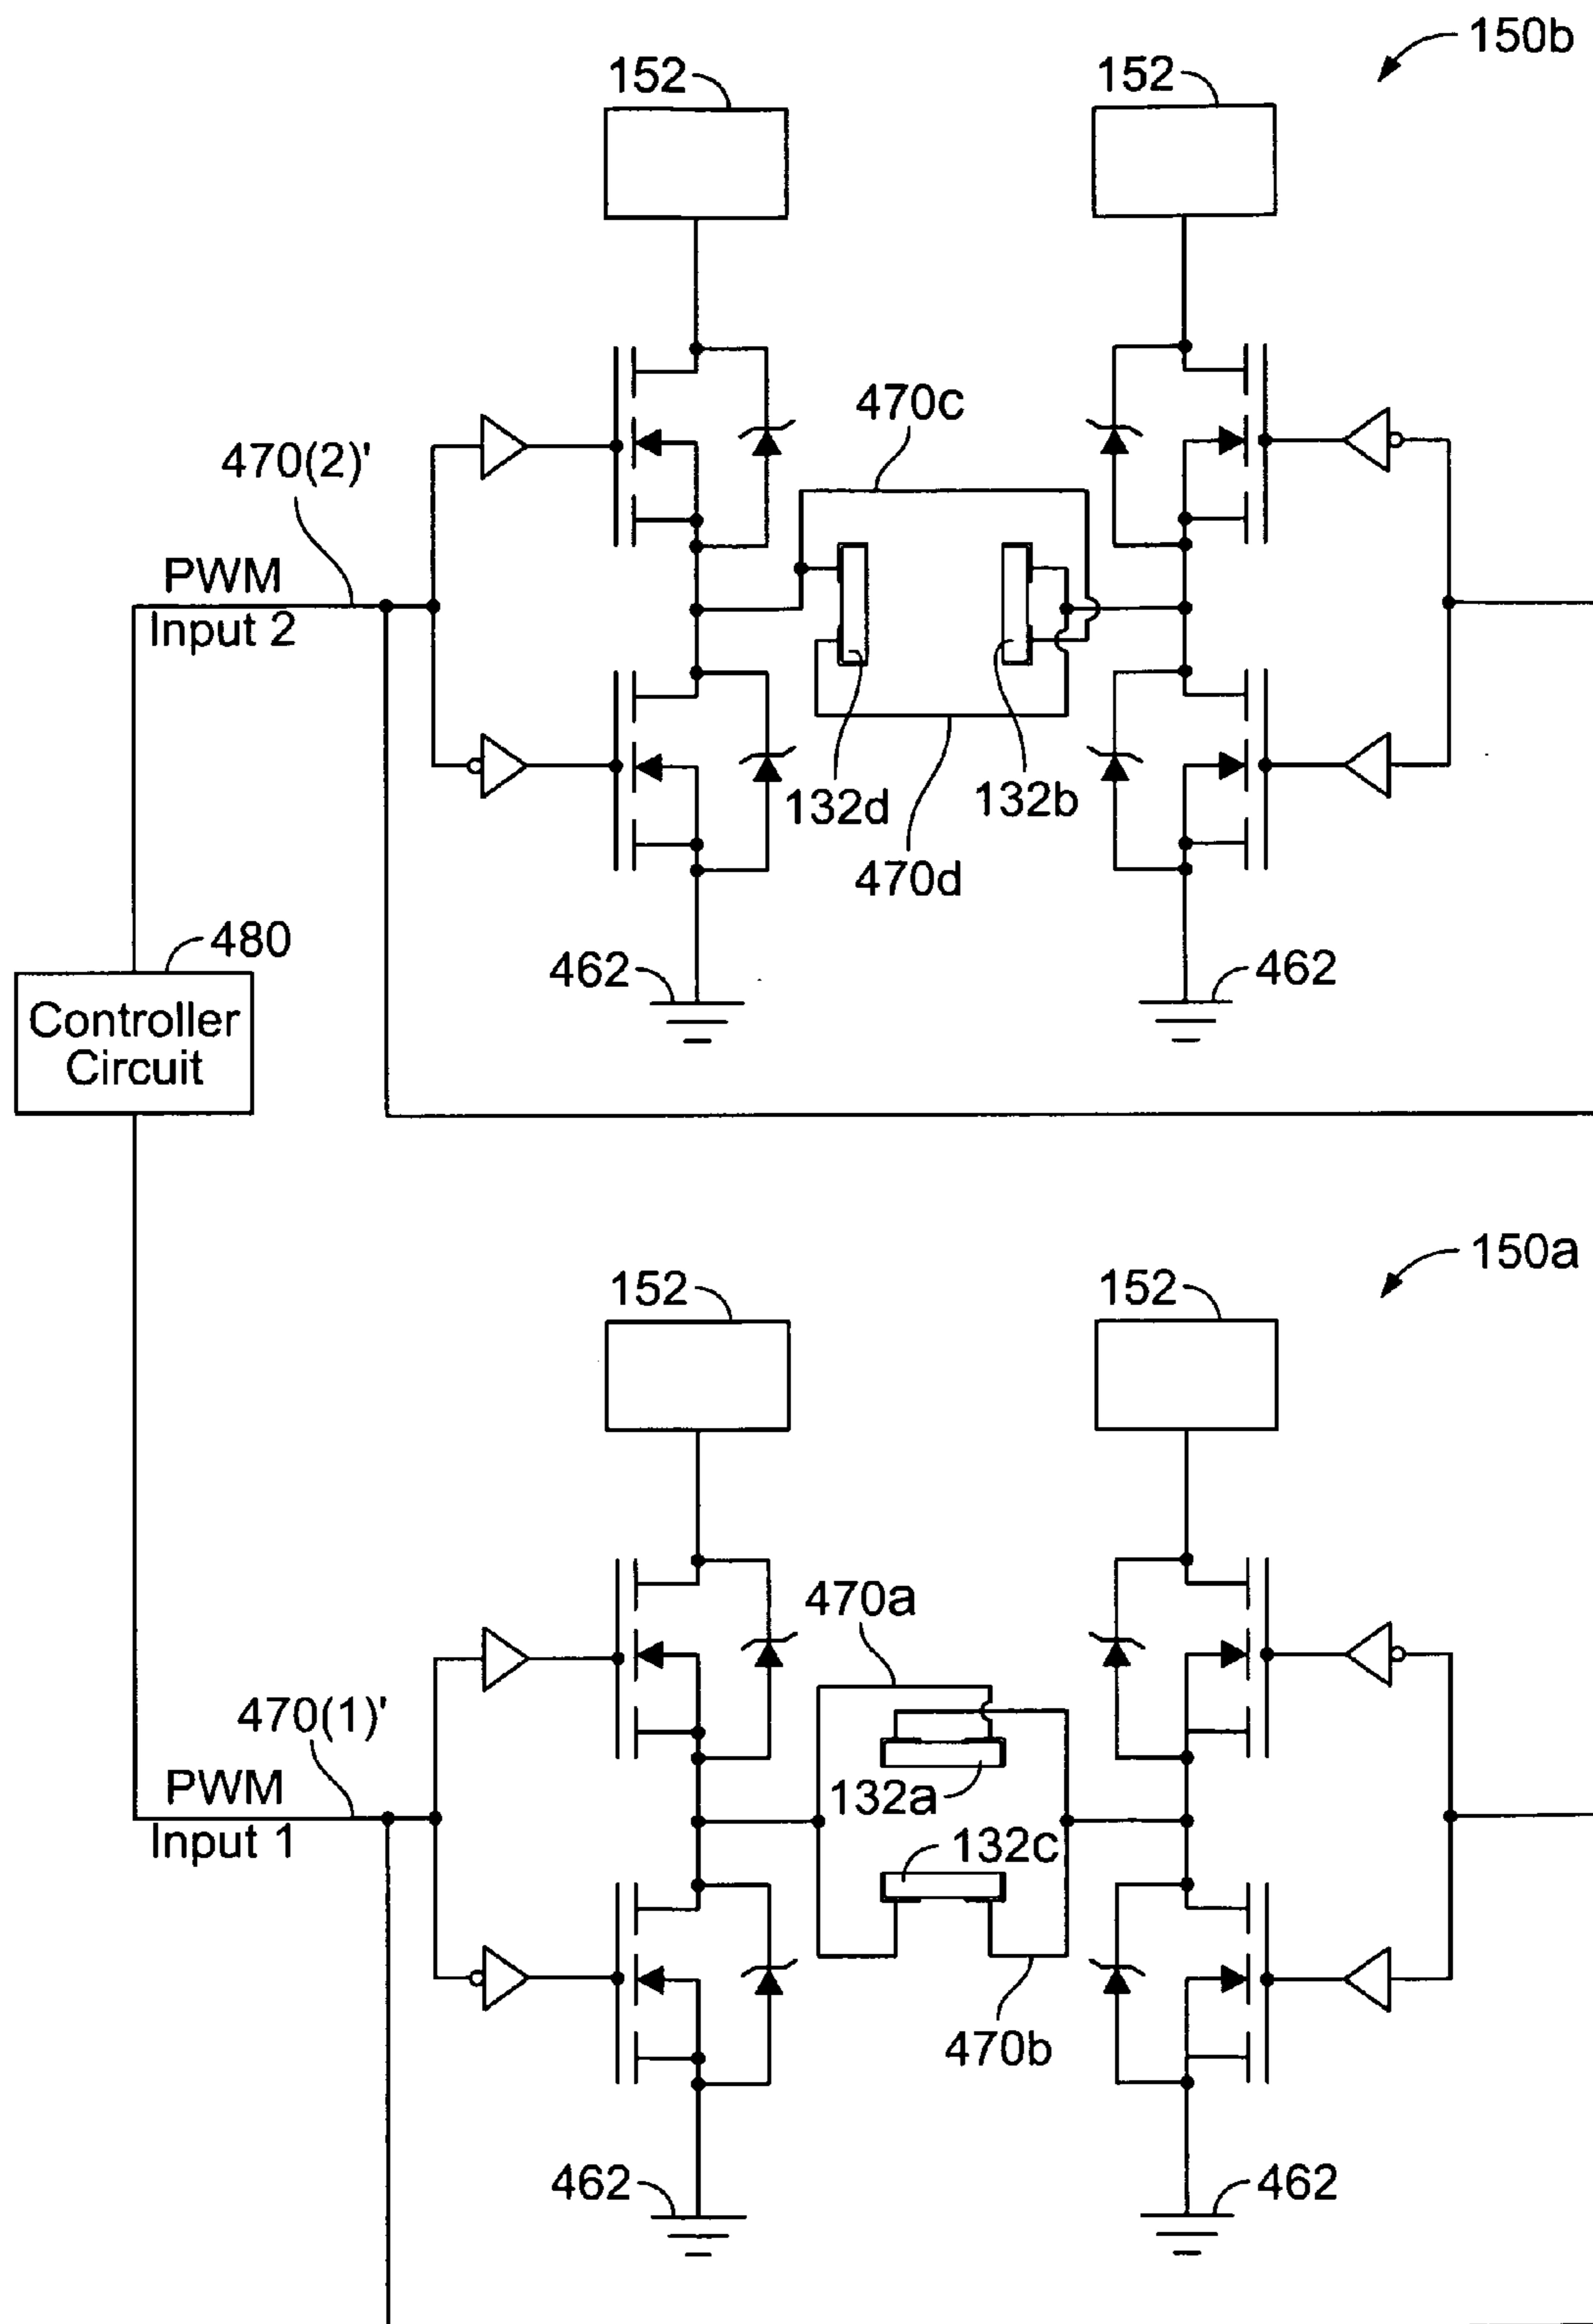 150b
152
152
470c
470(2)'
PWM
Input 2
132d
132b
470d
480
462
462
Controller
Circuit
150a
152
152
470a
470(1)'
132a
PWM
Input 1
132c
470b
462
462